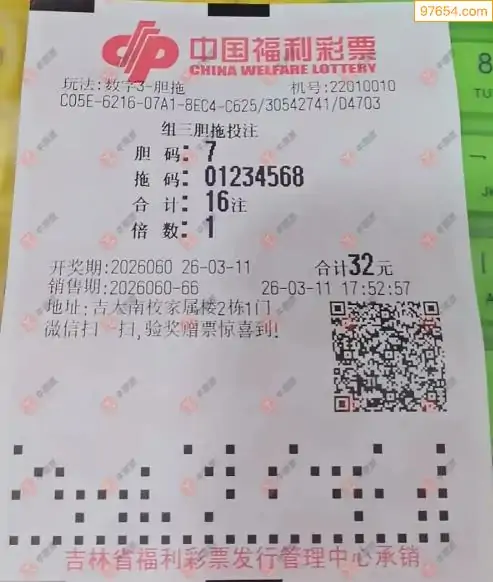 97654.com
中国福利彩票
CHINA WELFARE LOTTERY
玩法:数字3-胆拖 机号:22010010
C05E-6216-07A1-8EC4-C625/30542741/D4703
组三胆拖投注
胆 码: 7
拖 码: 01234568
合 计: 16注
倍 数: 1
开奖期:2026060 26-03-11 合计32元
销售期:2026060-66 26-03-11 17:52:57
地址:吉大南校家属楼2栋1门
微信扫一扫,验奖赠票惊喜到!
吉林省福利彩票发行管理中心承销